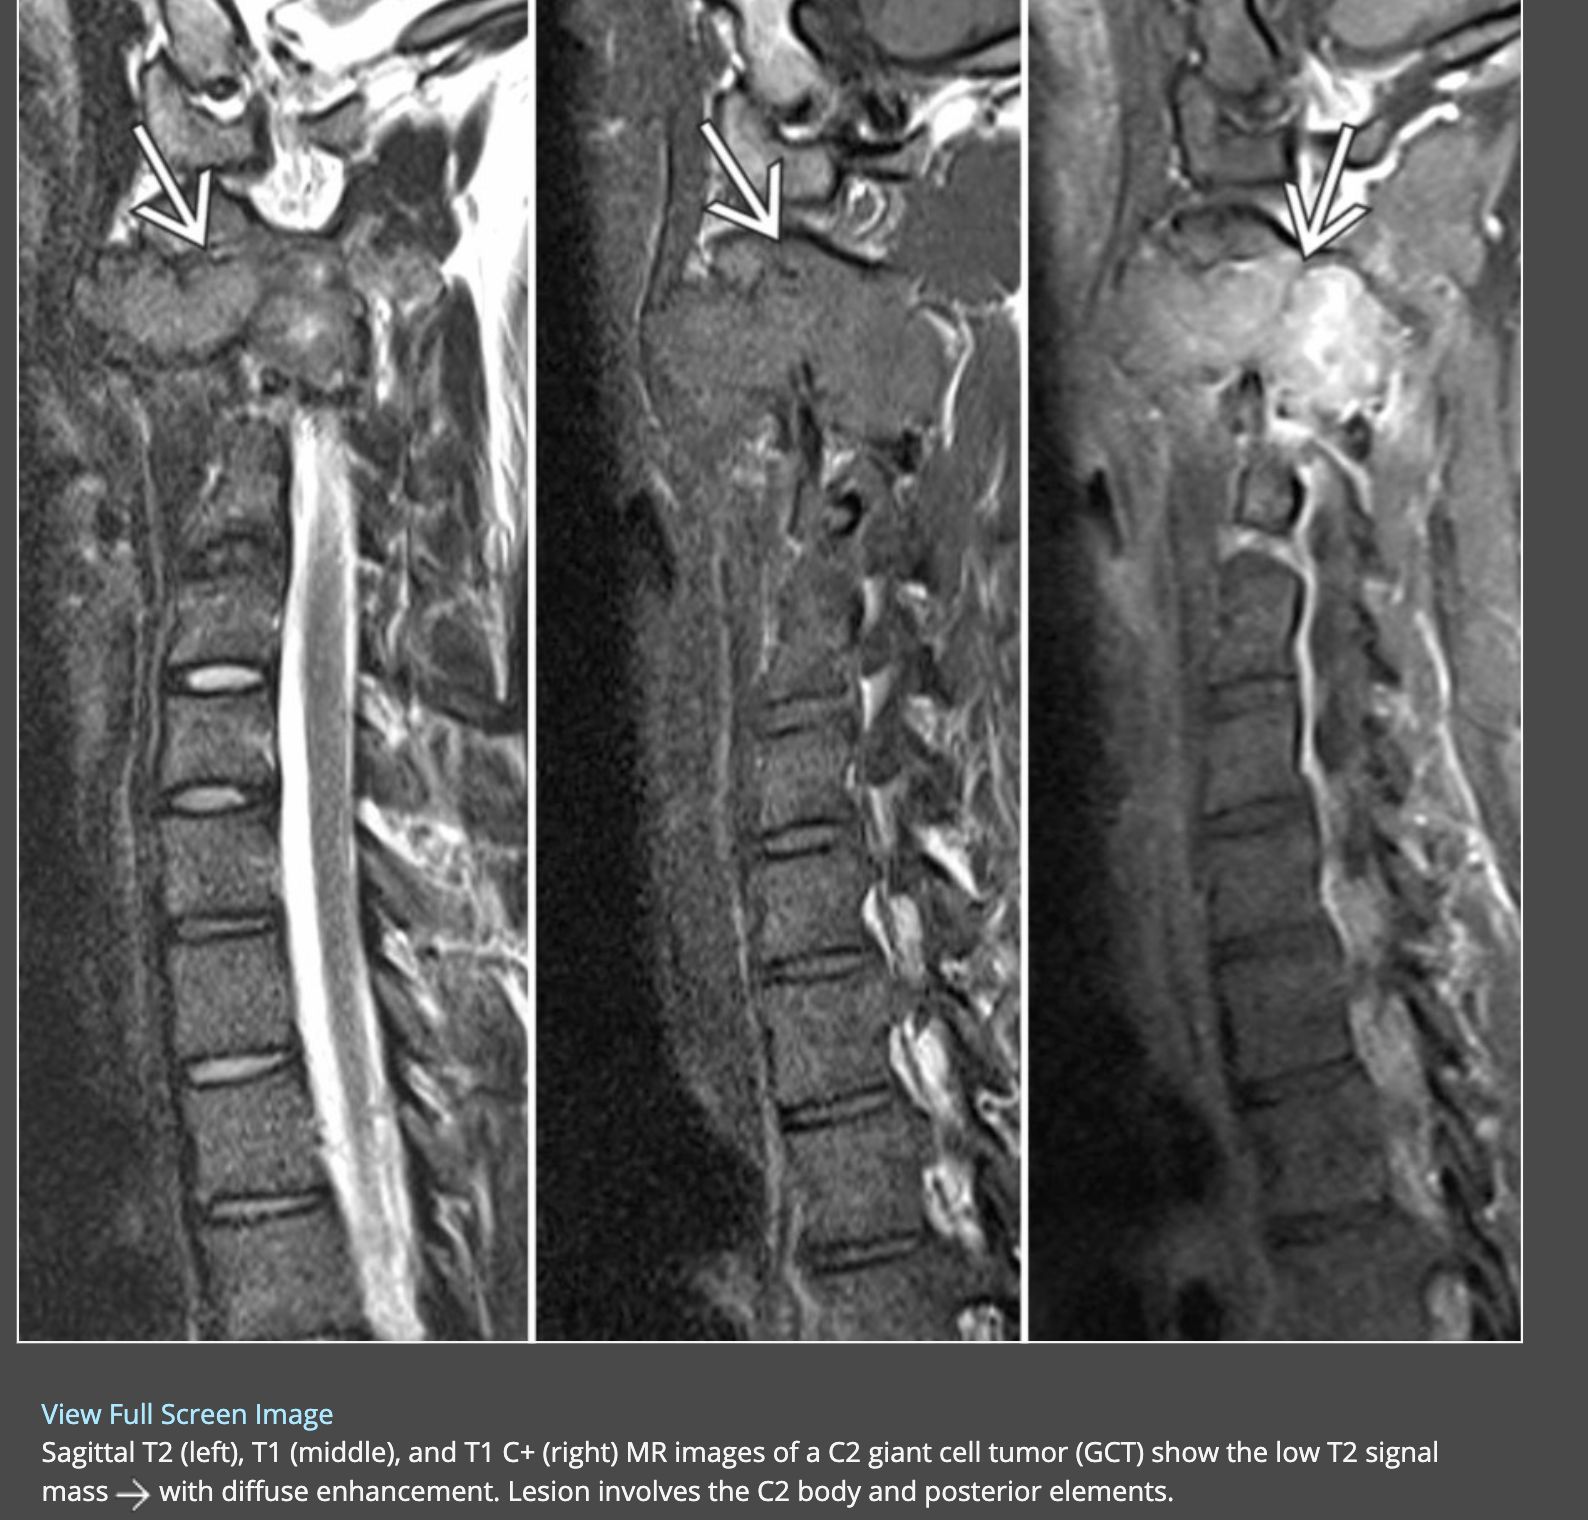 View Full Screen Image
Sagittal T2 (left), T1 (middle), and T1 C+ (right) MR images of a C2 giant cell tumor (GCT) show the low T2 signal
mass → with diffuse enhancement. Lesion involves the C2 body and posterior elements.